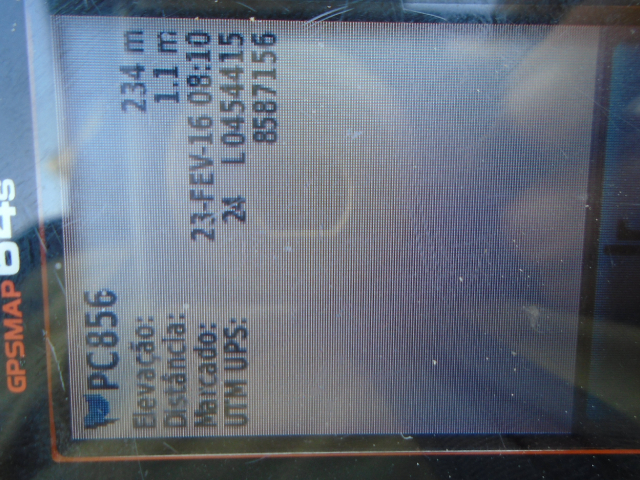 GPSMAP 64s
PC856
Elevação: 234 m
Distância: 1.1 m
Marcado: 23-FEV-16 08:10
UTM UPS: 24 L 0454415
8587156